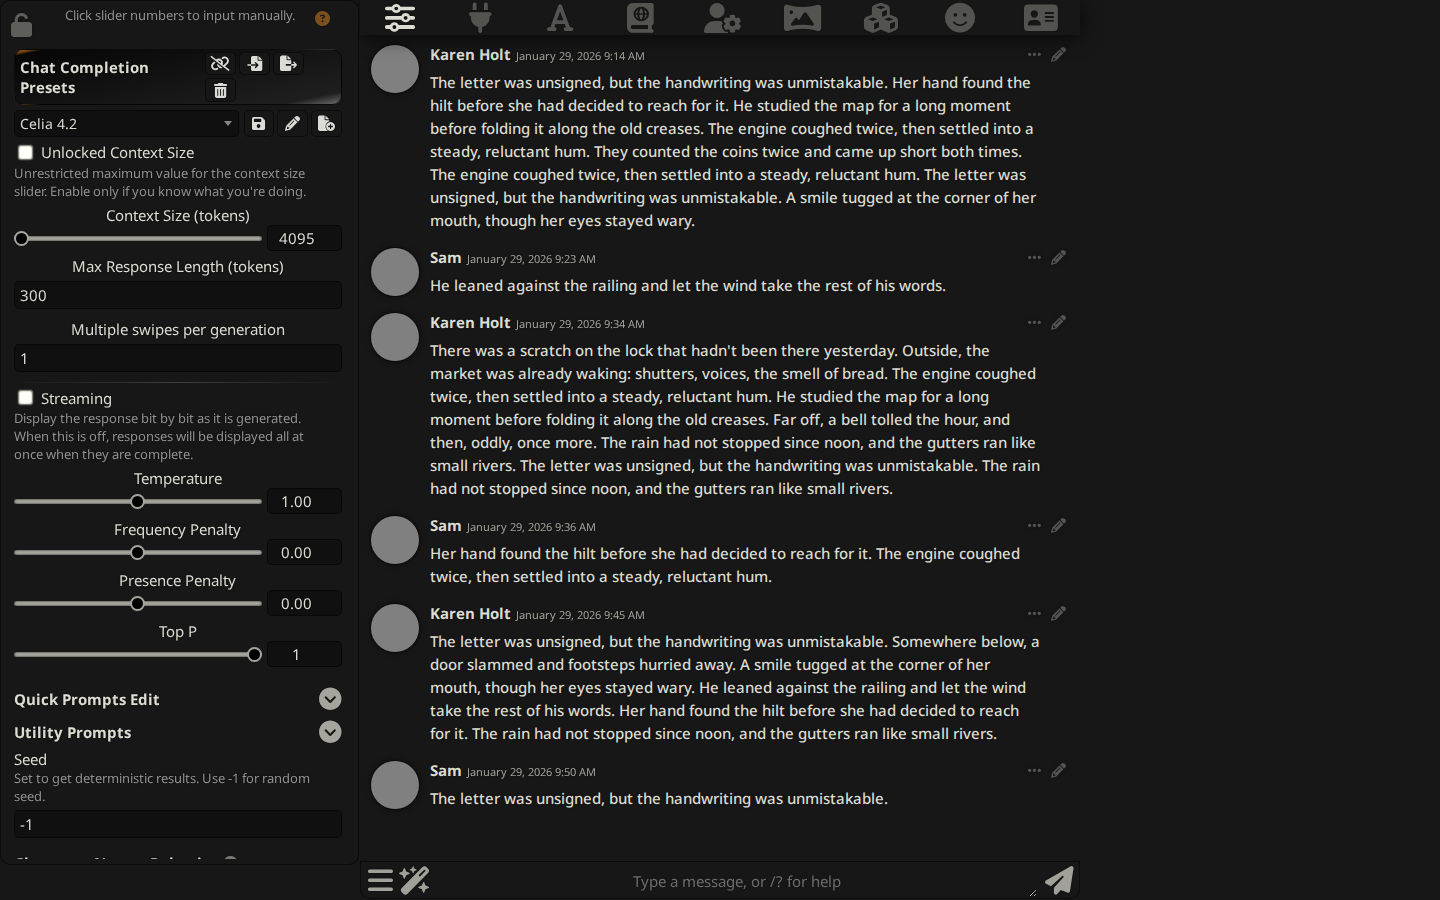 Click slider numbers to input manually.
Chat Completion
Presets
Celia 4.2
Unlocked Context Size
Unrestricted maximum value for the context size
slider. Enable only if you know what you're doing.
Context Size (tokens)
4095
Max Response Length (tokens)
300
Multiple swipes per generation
1
Streaming
Display the response bit by bit as it is generated.
When this is off, responses will be displayed all at
once when they are complete.
Temperature
1.00
Frequency Penalty
0.00
Presence Penalty
0.00
Top P
1
Quick Prompts Edit
Utility Prompts
Seed
Set to get deterministic results. Use -1 for random
seed.
-1
Karen Holt January 29, 2026 9:14 AM
The letter was unsigned, but the handwriting was unmistakable. Her hand found the
hilt before she had decided to reach for it. He studied the map for a long moment
before folding it along the old creases. The engine coughed twice, then settled into a
steady, reluctant hum. They counted the coins twice and came up short both times.
The engine coughed twice, then settled into a steady, reluctant hum. The letter was
unsigned, but the handwriting was unmistakable. A smile tugged at the corner of her
mouth, though her eyes stayed wary.
Sam January 29, 2026 9:23 AM
He leaned against the railing and let the wind take the rest of his words.
Karen Holt January 29, 2026 9:34 AM
There was a scratch on the lock that hadn't been there yesterday. Outside, the
market was already waking: shutters, voices, the smell of bread. The engine coughed
twice, then settled into a steady, reluctant hum. He studied the map for a long
moment before folding it along the old creases. Far off, a bell tolled the hour, and
then, oddly, once more. The rain had not stopped since noon, and the gutters ran like
small rivers. The letter was unsigned, but the handwriting was unmistakable. The rain
had not stopped since noon, and the gutters ran like small rivers.
Sam January 29, 2026 9:36 AM
Her hand found the hilt before she had decided to reach for it. The engine coughed
twice, then settled into a steady, reluctant hum.
Karen Holt January 29, 2026 9:45 AM
The letter was unsigned, but the handwriting was unmistakable. Somewhere below, a
door slammed and footsteps hurried away. A smile tugged at the corner of her
mouth, though her eyes stayed wary. He leaned against the railing and let the wind
take the rest of his words. Her hand found the hilt before she had decided to reach
for it. The rain had not stopped since noon, and the gutters ran like small rivers.
Sam January 29, 2026 9:50 AM
The letter was unsigned, but the handwriting was unmistakable.
Type a message, or /? for help